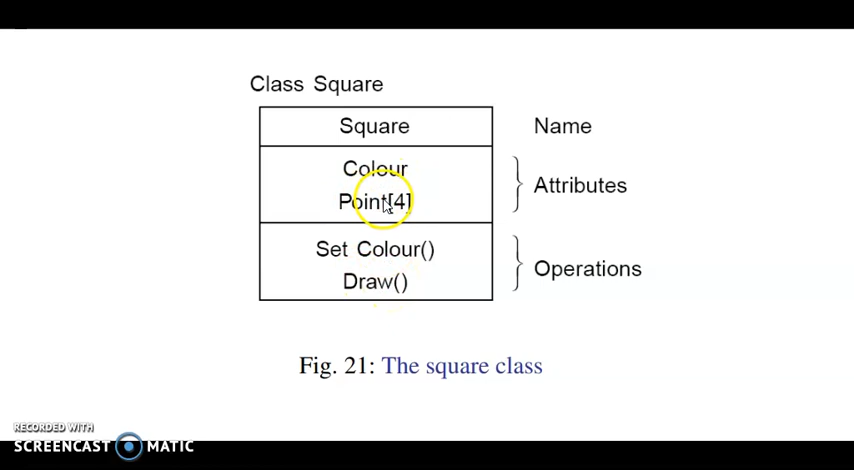 Class Square
Square
Name
Colour
Point[4]
Attributes
Set Colour()
Draw()
Operations
Fig. 21: The square class
RECORDED WITH
SCREENCAST MATIC